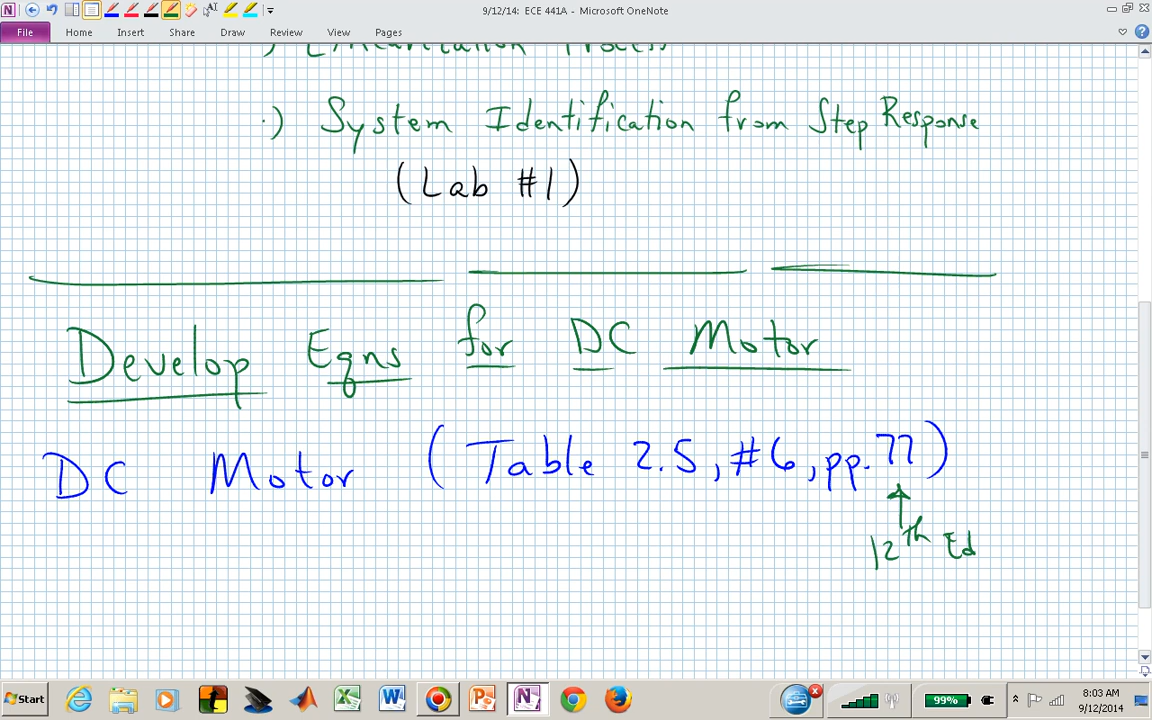 9/12/14: ECE 441A - Microsoft OneNote
File Home Insert Share Draw Review View Pages
Linearization Process
·) System Identification from Step Response
(Lab #1)
Develop Eqns for DC Motor
DC Motor (Table 2.5, #6, pp. 77)
12th Ed
Start
99%
8:03 AM
9/12/2014